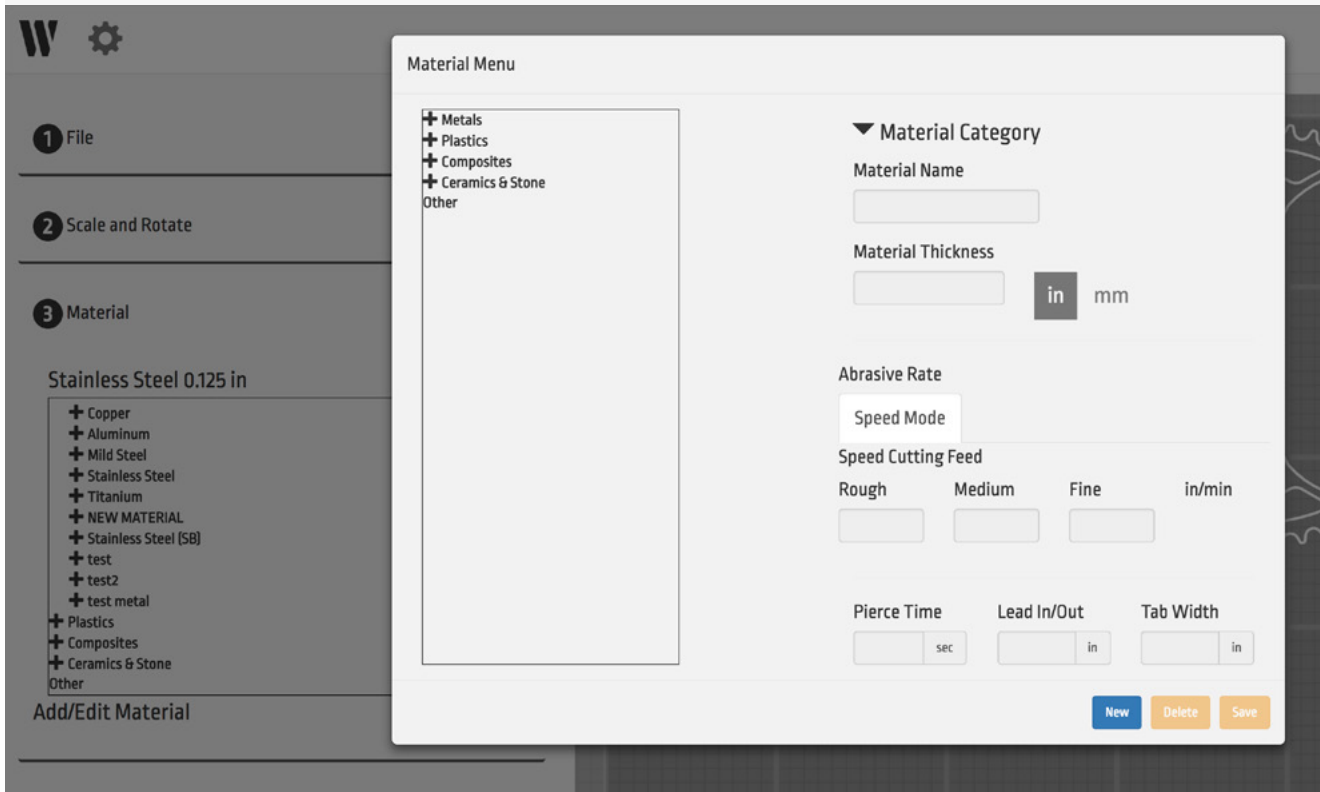 W
Material Menu
1 File
2 Scale and Rotate
3 Material
Stainless Steel 0.125 in
+ Copper
+ Aluminum
+ Mild Steel
+ Stainless Steel
+ Titanium
+ NEW MATERIAL
+ Stainless Steel (SB)
+ test
+ test2
+ test metal
+ Plastics
+ Composites
+ Ceramics & Stone
Other
Add/Edit Material
+ Metals
+ Plastics
+ Composites
+ Ceramics & Stone
Other
Material Category
Material Name
Material Thickness
in mm
Abrasive Rate
Speed Mode
Speed Cutting Feed
Rough Medium Fine in/min
Pierce Time Lead In/Out Tab Width
sec in in
New Delete Save